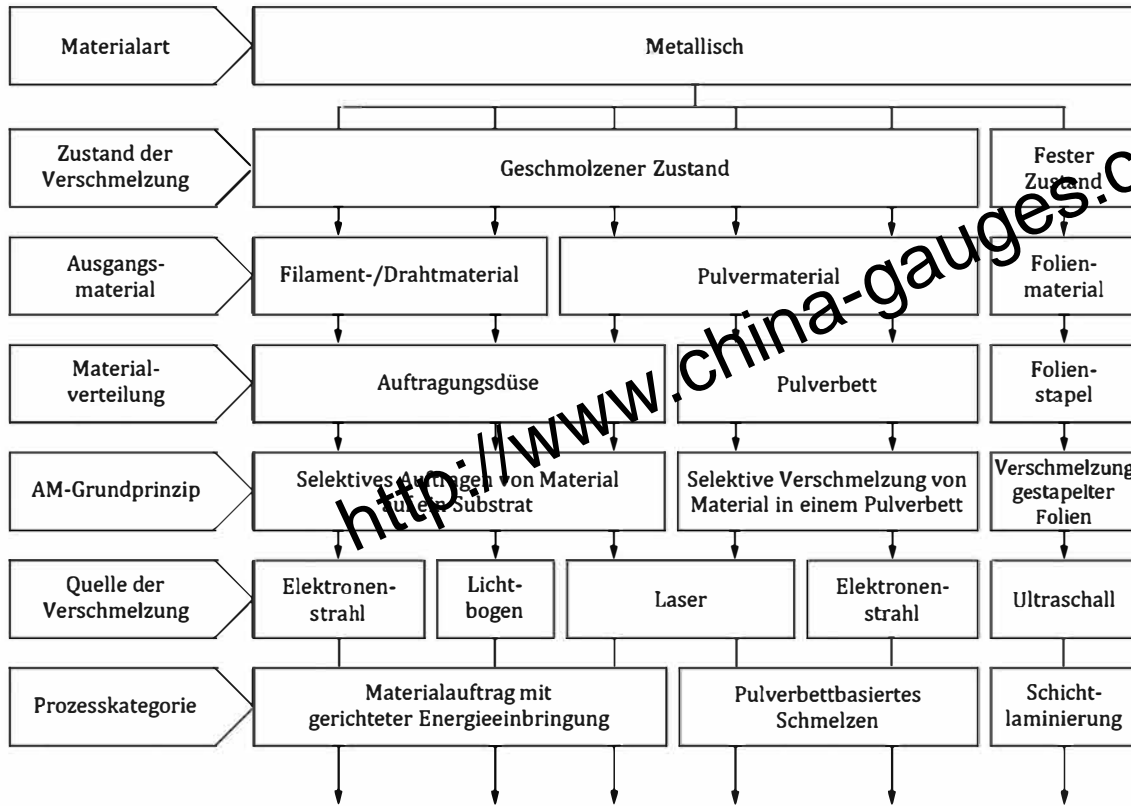 Materialart
Metallisch
Zustand der
Verschmelzung
Geschmolzener Zustand
Fester
Zustand
Ausgangs-
material
Filament-/Drahtmaterial
Pulvermaterial
Folien-
material
Material-
verteilung
Auftragungsdüse
Pulverbett
Folien-
stapel
AM-Grundprinzip
Selektives Auftragen von Material
auf ein Substrat
Selektive Verschmelzung von
Material in einem Pulverbett
Verschmelzung
gestapelter
Folien
Quelle der
Verschmelzung
Elektronen-
strahl
Licht-
bogen
Laser
Elektronen-
strahl
Ultraschall
Prozesskategorie
Materialauftrag mit
gerichteter Energieeinbringung
Pulverbettbasiertes
Schmelzen
Schicht-
laminierung
http://www.china-gauges.c